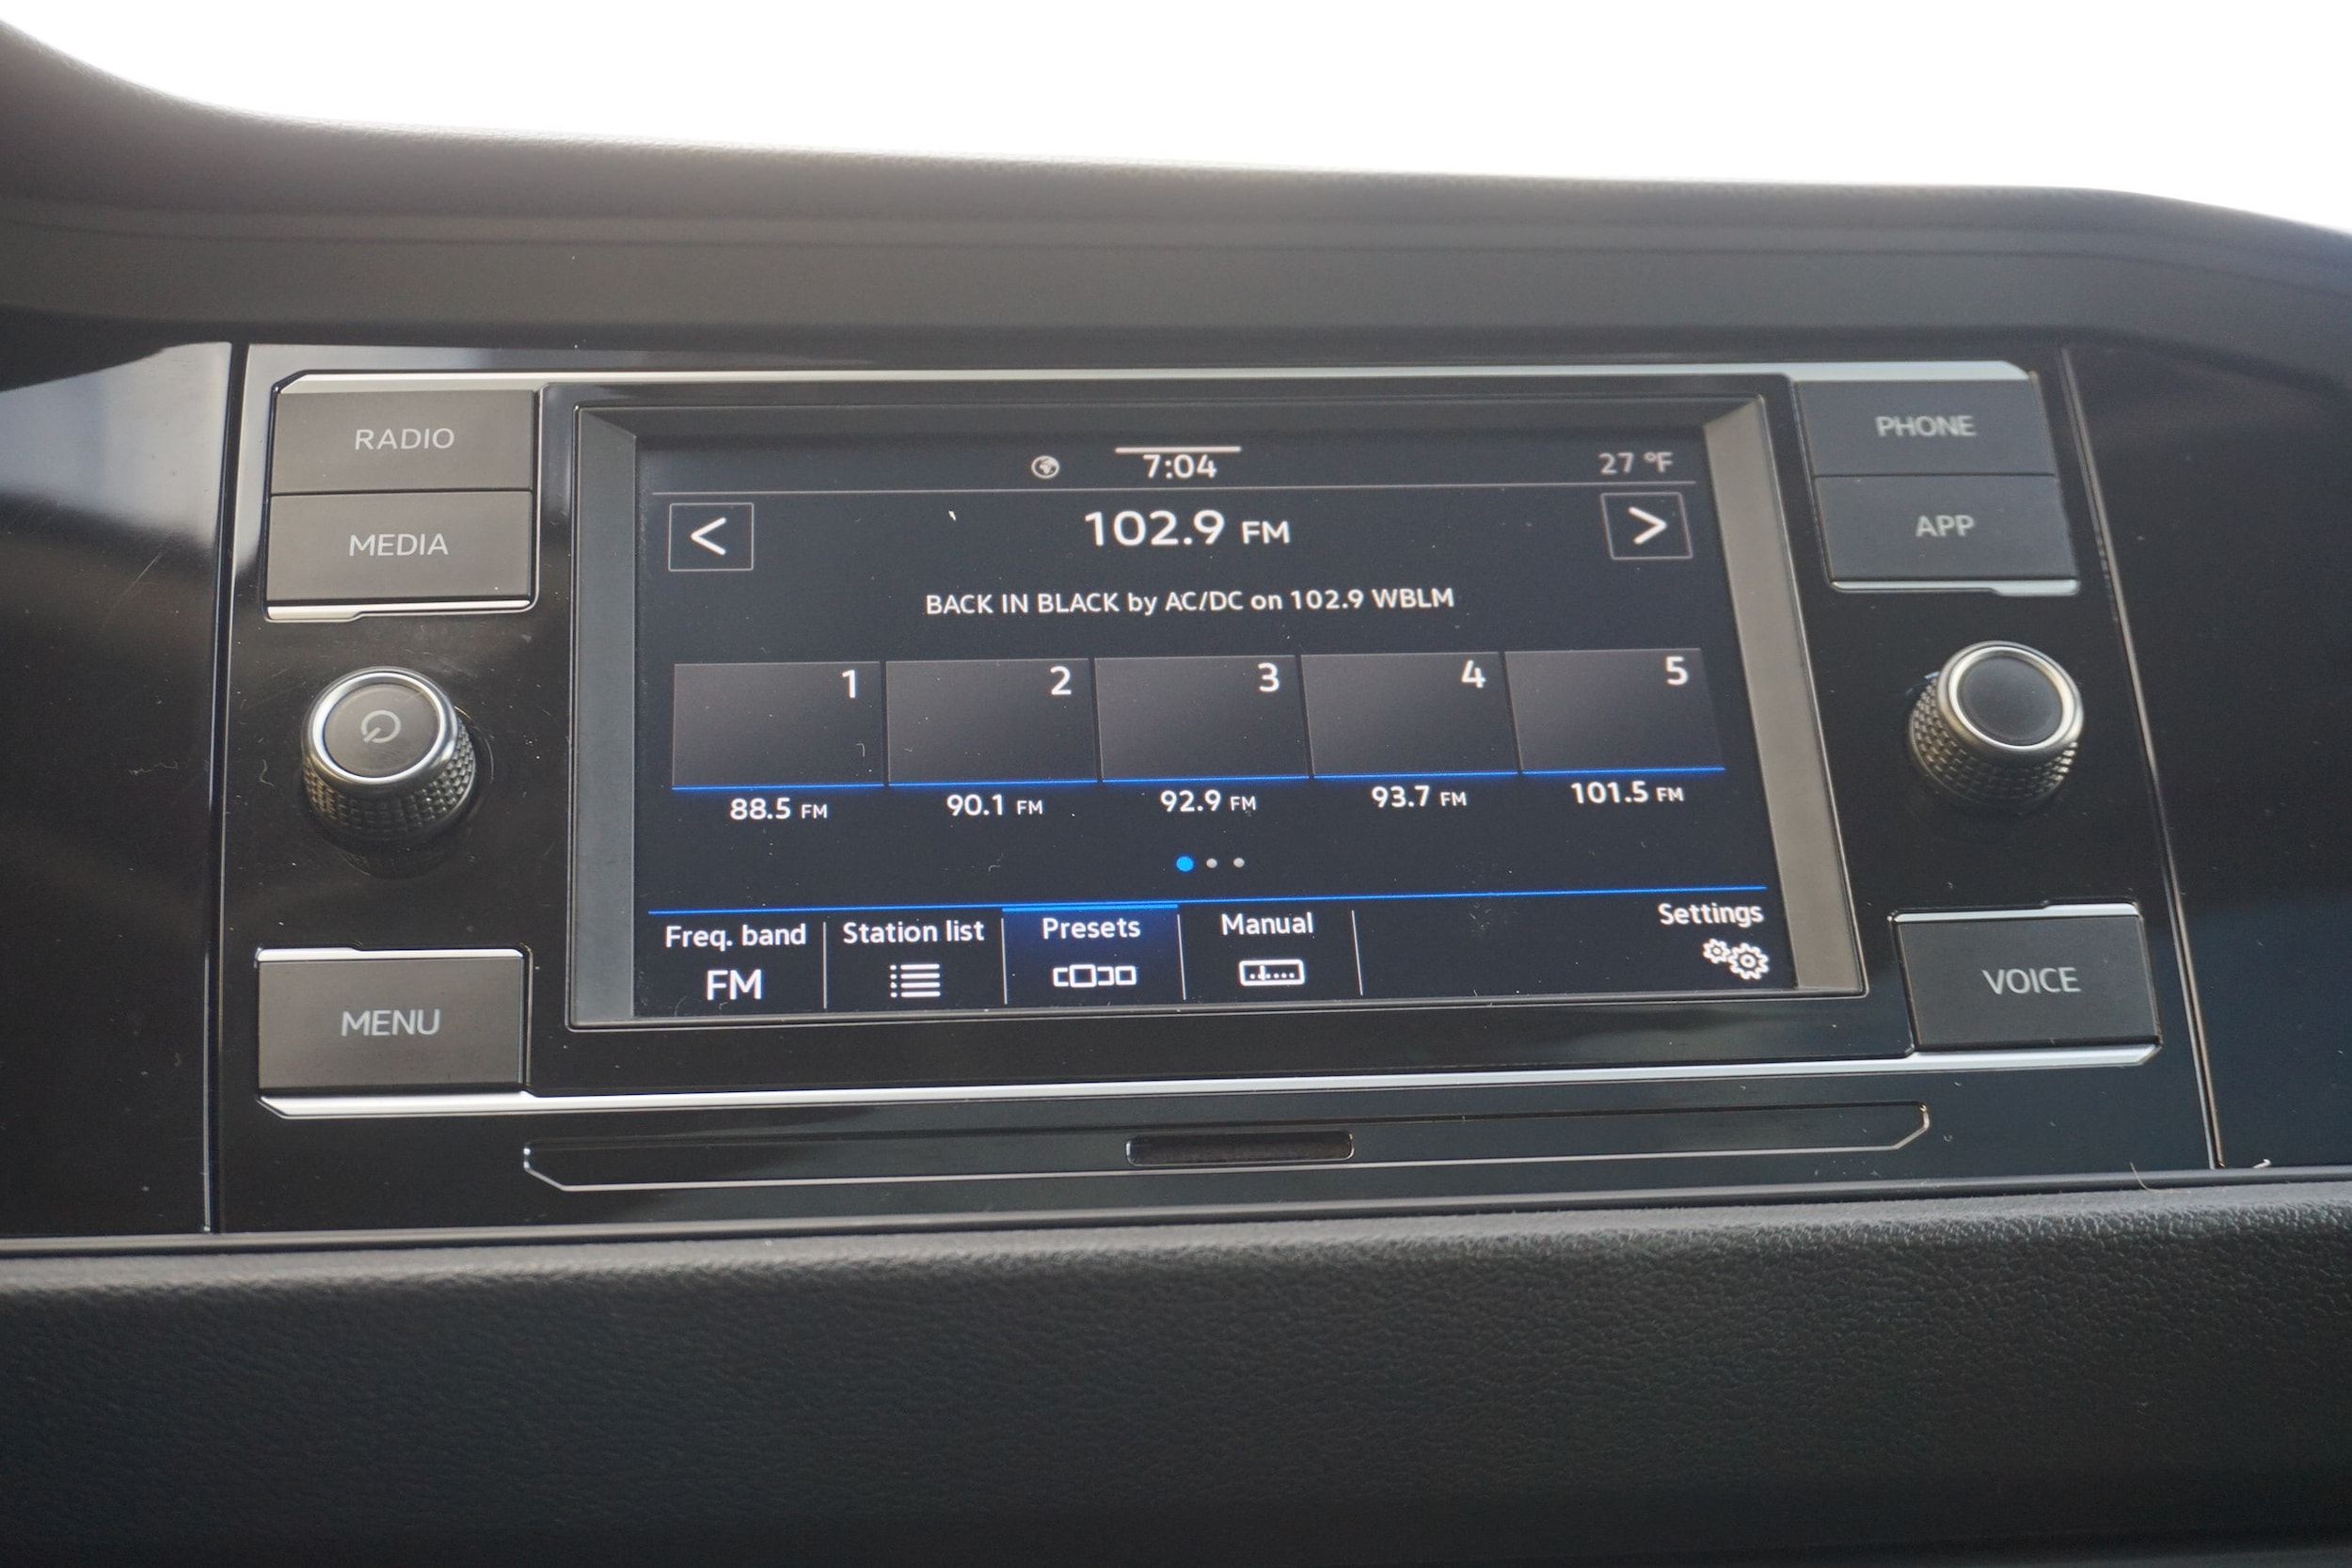 RADIO
MEDIA
MENU
PHONE
APP
VOICE
7:04
27 °F
<
102.9 FM
>
BACK IN BLACK by AC/DC on 102.9 WBLM
1 2 3 4 5
88.5 FM 90.1 FM 92.9 FM 93.7 FM 101.5 FM
Freq. band Station list Presets Manual Settings
FM